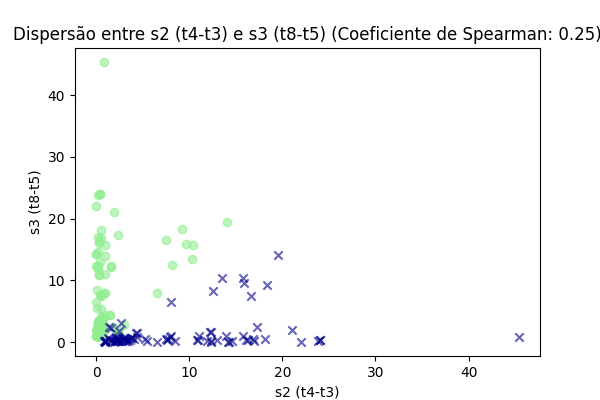 Dispersão entre s2 (t4-t3) e s3 (t8-t5) (Coeficiente de Spearman: 0.25)
40
30
20
10
0
s3 (t8-t5)
0 10 20 30 40
s2 (t4-t3)